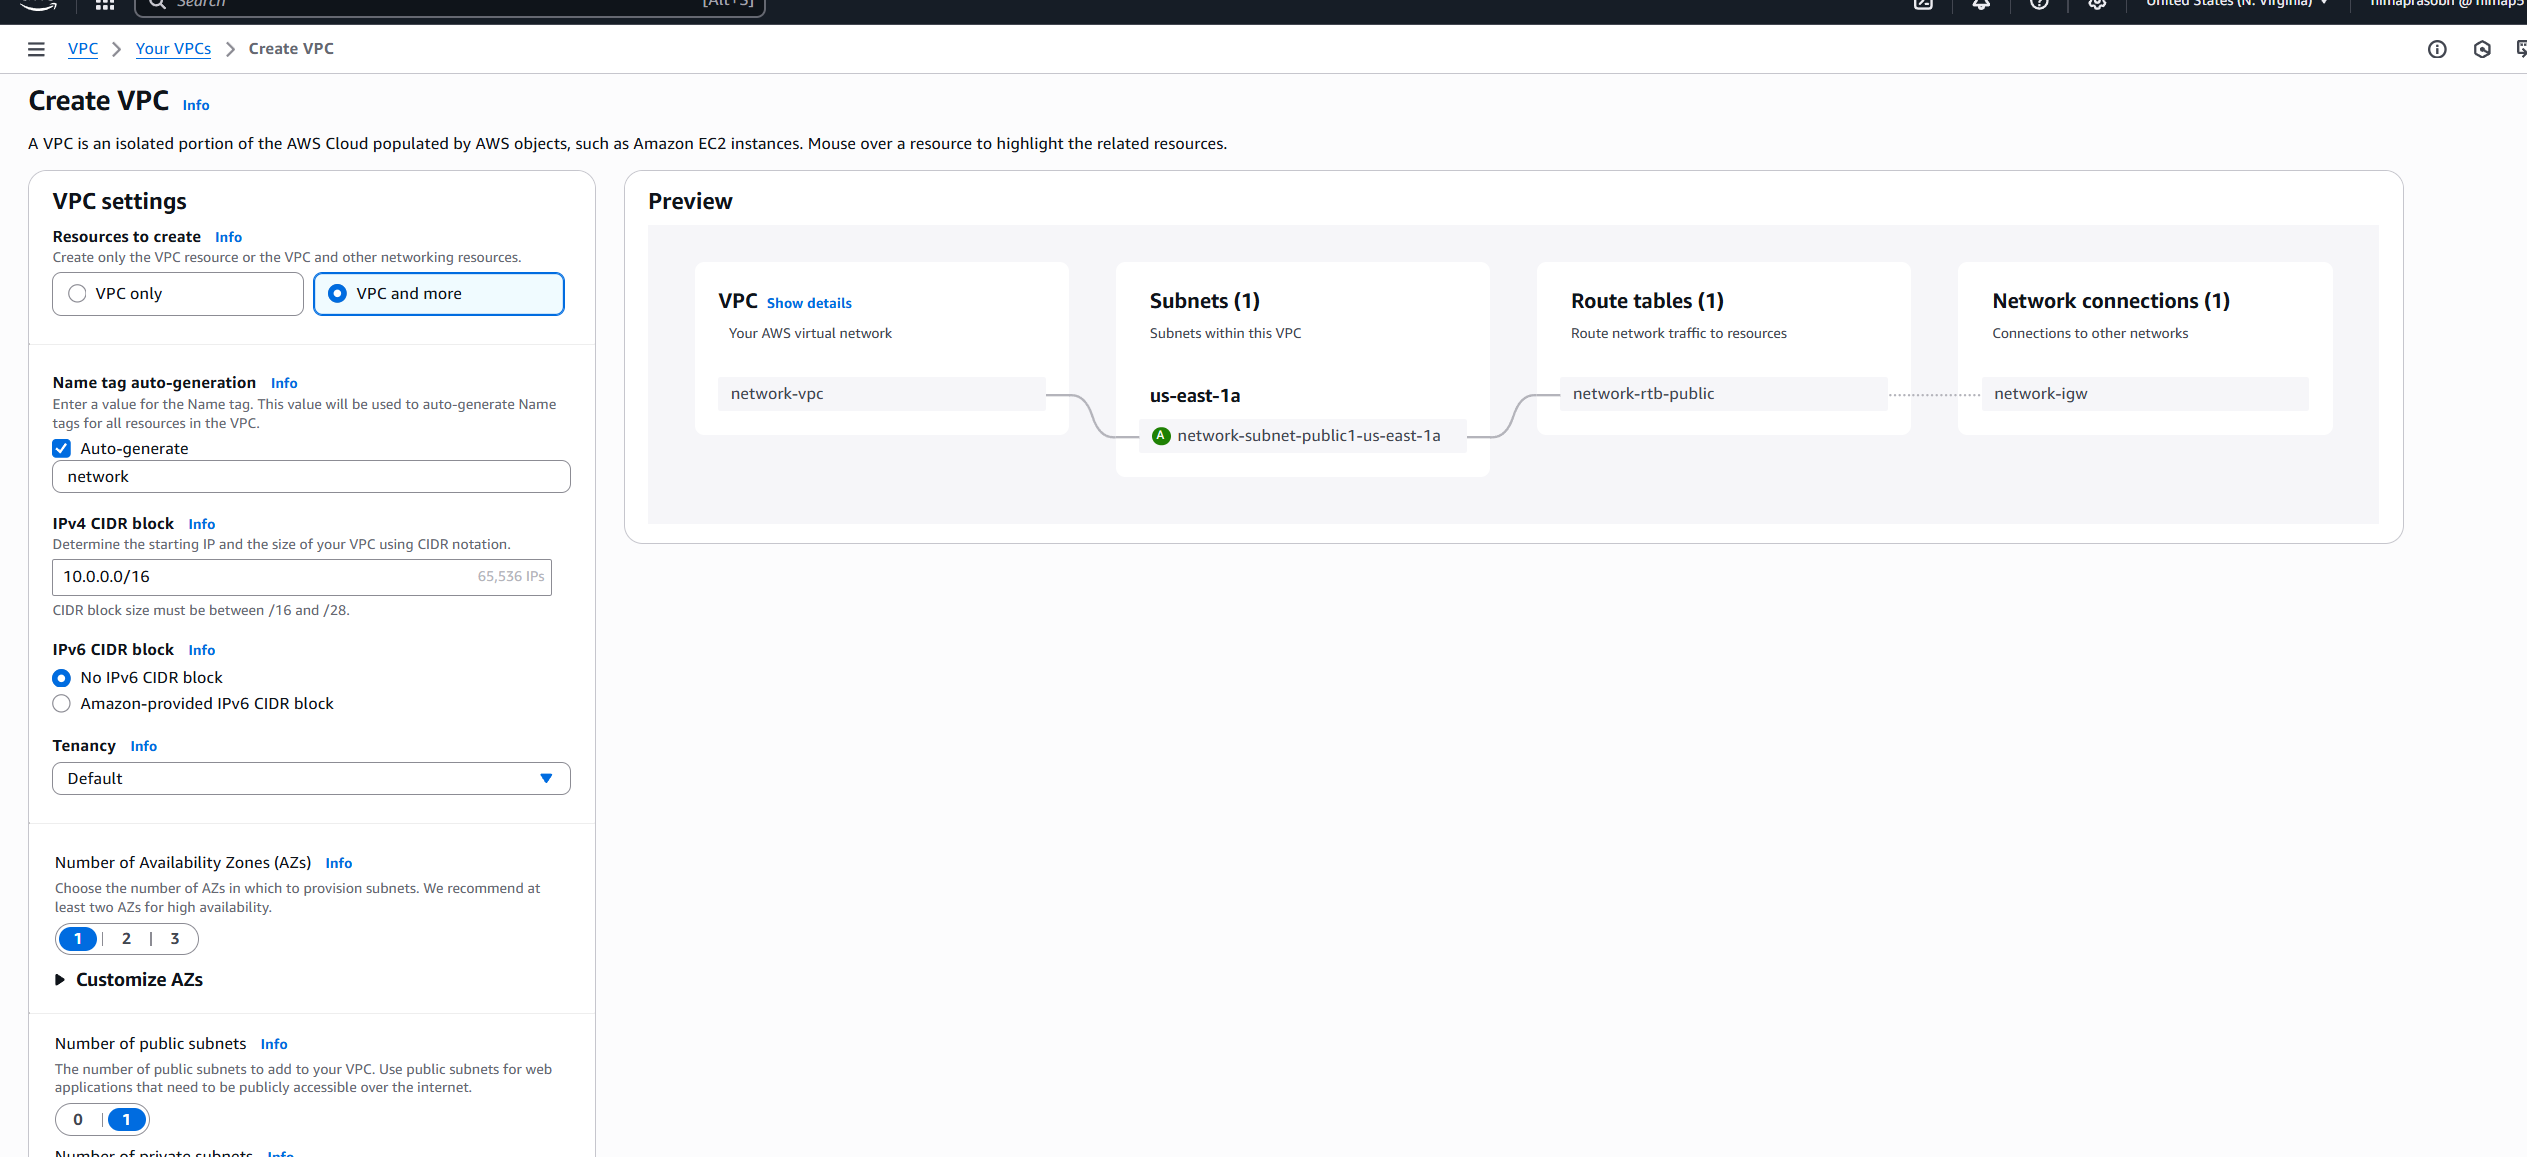 Search
[Alt+S]
United States (N. Virginia)
VPC > Your VPCs > Create VPC
Create VPC Info
A VPC is an isolated portion of the AWS Cloud populated by AWS objects, such as Amazon EC2 instances. Mouse over a resource to highlight the related resources.
VPC settings
Resources to create Info
Create only the VPC resource or the VPC and other networking resources.
VPC only
VPC and more
Name tag auto-generation Info
Enter a value for the Name tag. This value will be used to auto-generate Name
tags for all resources in the VPC.
Auto-generate
network
IPv4 CIDR block Info
Determine the starting IP and the size of your VPC using CIDR notation.
10.0.0.0/16 65,536 IPs
CIDR block size must be between /16 and /28.
IPv6 CIDR block Info
No IPv6 CIDR block
Amazon-provided IPv6 CIDR block
Tenancy Info
Default
Number of Availability Zones (AZs) Info
Choose the number of AZs in which to provision subnets. We recommend at
least two AZs for high availability.
1 | 2 | 3
Customize AZs
Number of public subnets Info
The number of public subnets to add to your VPC. Use public subnets for web
applications that need to be publicly accessible over the internet.
0 | 1
Number of private subnets Info
Preview
VPC Show details
Your AWS virtual network
network-vpc
Subnets (1)
Subnets within this VPC
us-east-1a
A network-subnet-public1-us-east-1a
Route tables (1)
Route network traffic to resources
network-rtb-public
Network connections (1)
Connections to other networks
network-igw